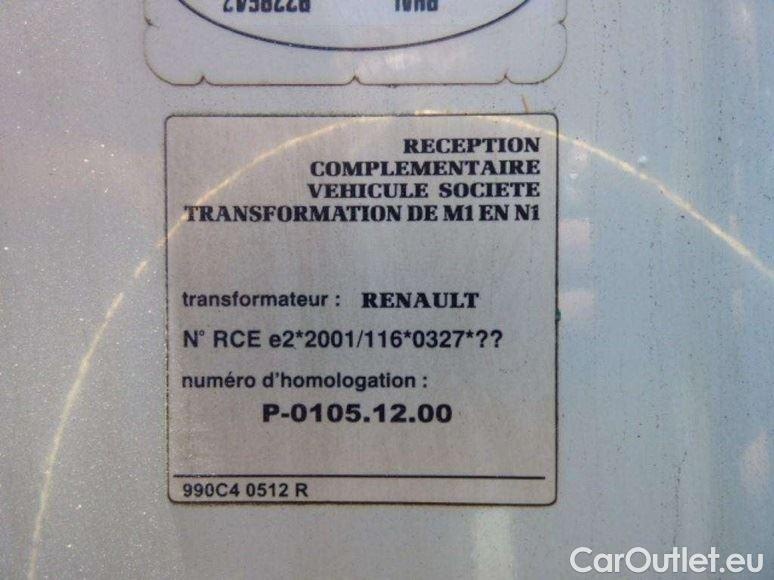 RECEPTION
COMPLEMENTAIRE
VEHICULE SOCIETE
TRANSFORMATION DE M1 EN N1
transformateur : RENAULT
N° RCE e2*2001/116*0327*??
numéro d'homologation :
P-0105.12.00
990C4 0512 R
CarOutlet.eu